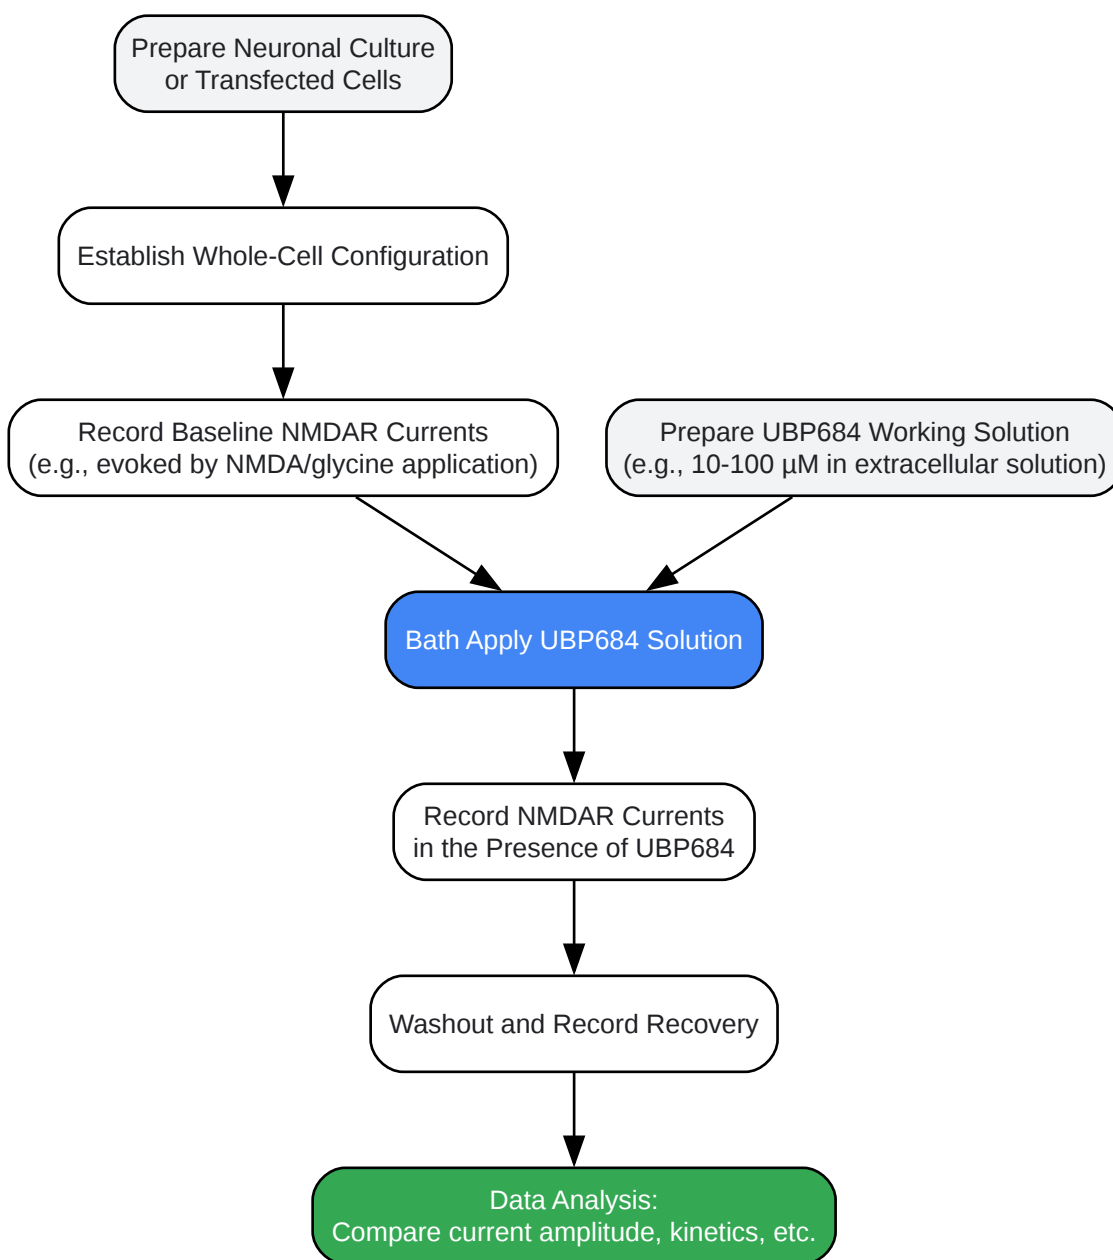 Prepare Neuronal Culture
or Transfected Cells
Establish Whole-Cell Configuration
Record Baseline NMDAR Currents
(e.g., evoked by NMDA/glycine application)
Prepare UBP684 Working Solution
(e.g., 10-100 µM in extracellular solution)
Bath Apply UBP684 Solution
Record NMDAR Currents
in the Presence of UBP684
Washout and Record Recovery
Data Analysis:
Compare current amplitude, kinetics, etc.